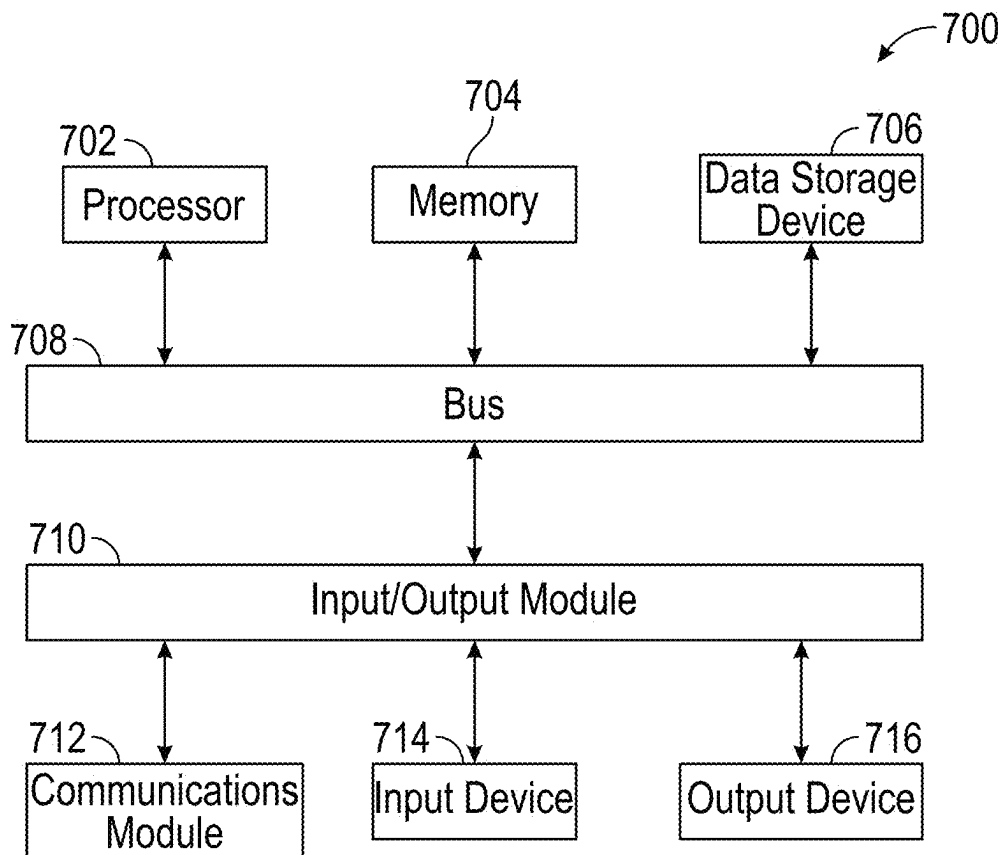 700
702
704
706
Processor
Memory
Data Storage
Device
708
Bus
710
Input/Output Module
712
714
716
Communications
Module
Input Device
Output Device